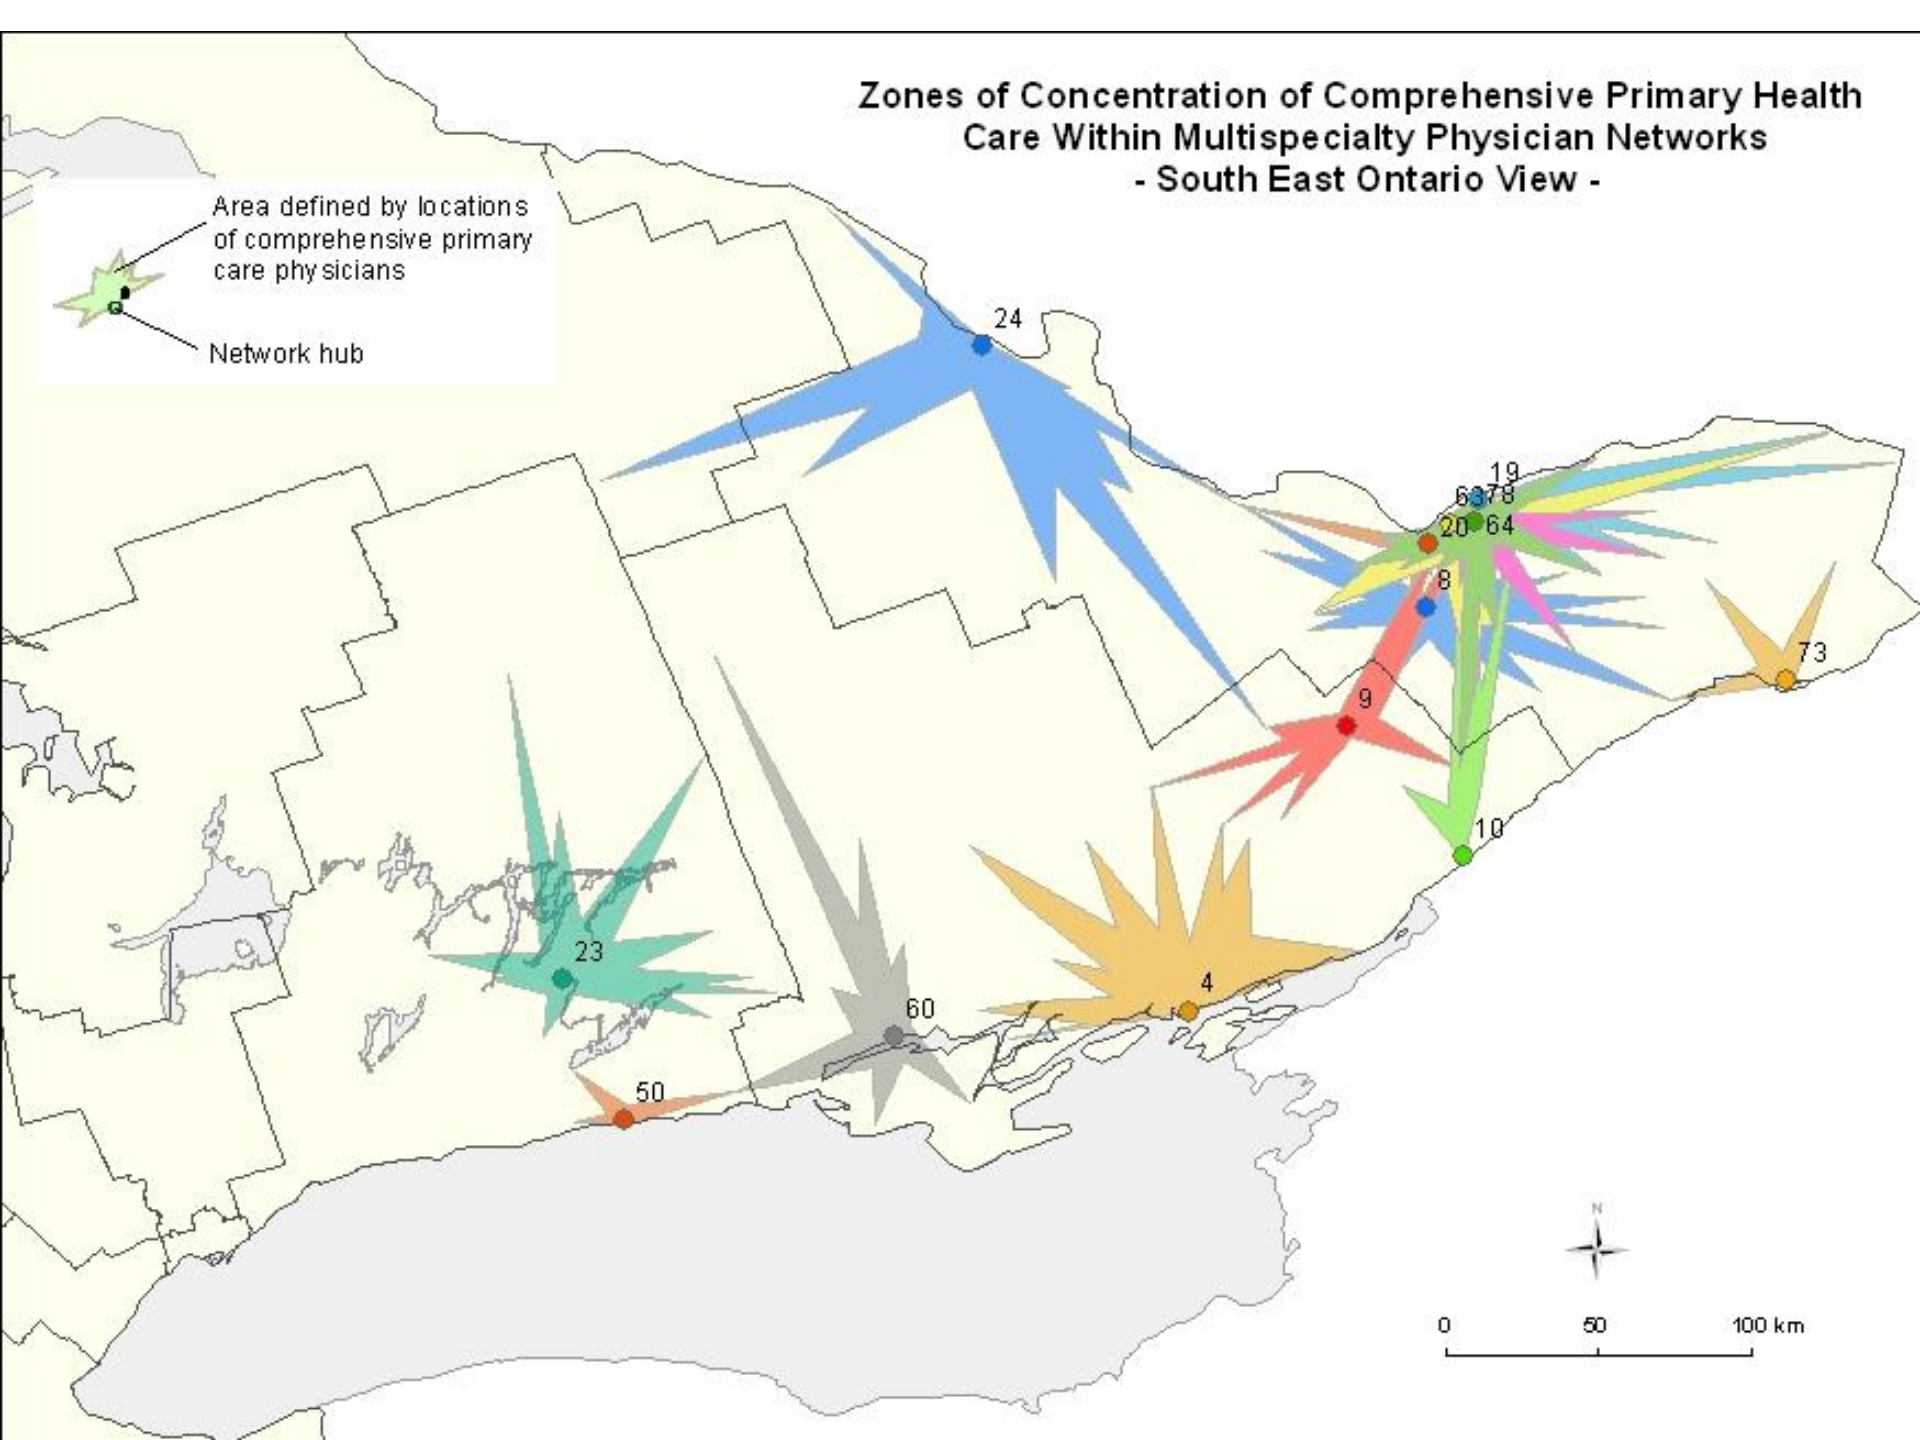 Zones of Concentration of Comprehensive Primary Health
Care Within Multispecialty Physician Networks
- South East Ontario View -
Area defined by locations
of comprehensive primary
care physicians
Network hub
24
19
63
78
20
64
8
73
9
10
23
4
60
50
N
0 50 100 km